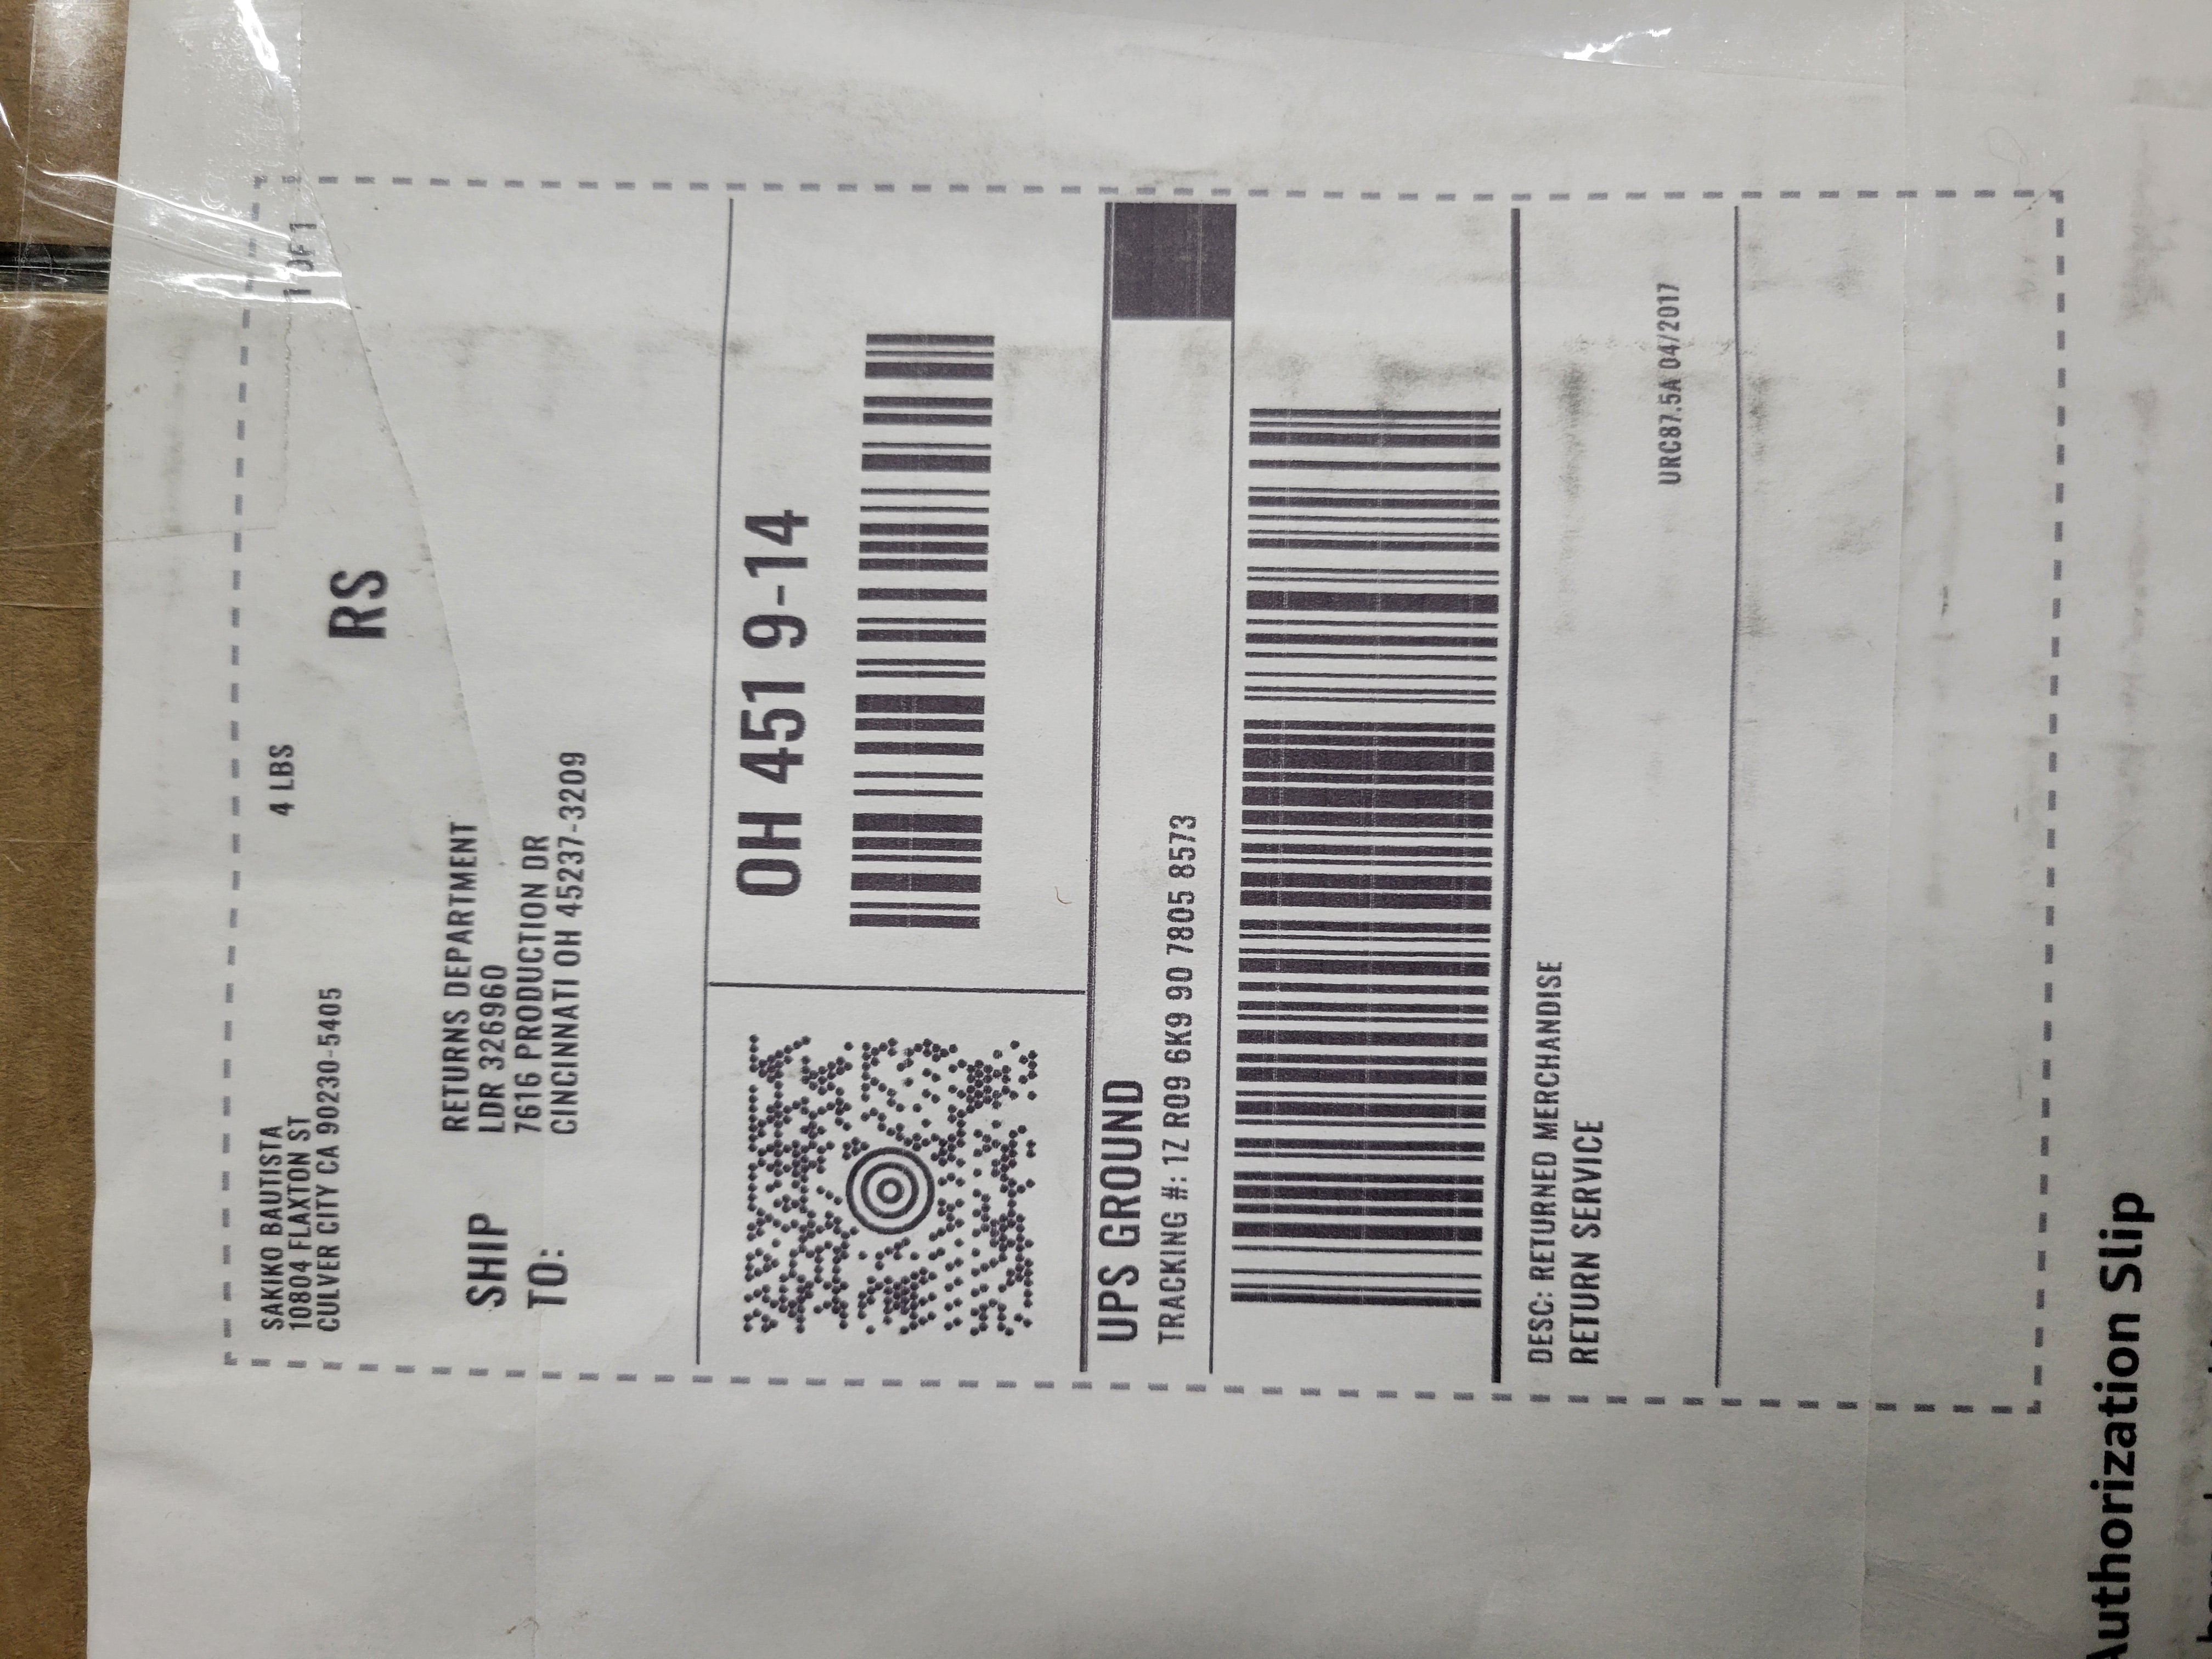 SAKIKO BAUTISTA
10804 FLAXTON ST
CULVER CITY CA 90230-5405
4 LBS
1 OF 1
RS
SHIP
TO:
RETURNS DEPARTMENT
LDR 326960
7616 PRODUCTION DR
CINCINNATI OH 45237-3209
OH 451 9-14
UPS GROUND
TRACKING #: 1Z R09 6K9 90 7805 8573
DESC: RETURNED MERCHANDISE
RETURN SERVICE
URC87.5A 04/2017
Authorization Slip